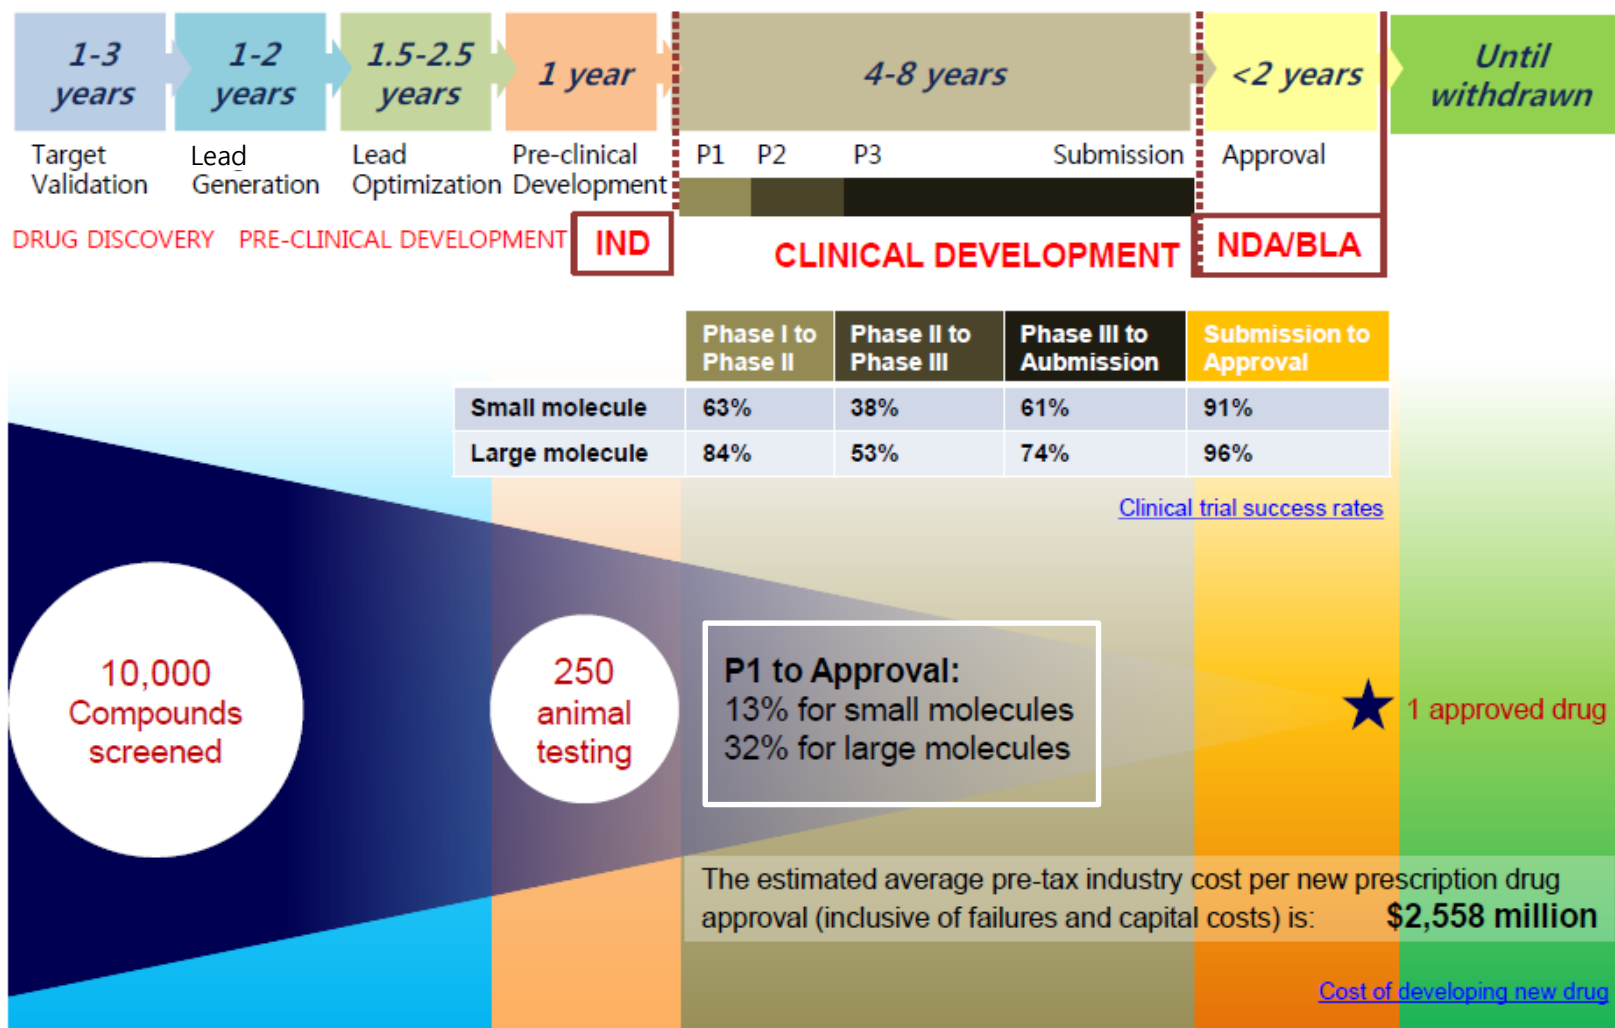 1-3
years
1-2
years
1.5-2.5
years
1 year
4-8 years
<2 years
Until
withdrawn
Target
Validation
Lead
Generation
Lead
Optimization
Pre-clinical
Development
P1
P2
P3
Submission
Approval
DRUG DISCOVERY
PRE-CLINICAL DEVELOPMENT
IND
CLINICAL DEVELOPMENT
NDA/BLA
Phase I to
Phase II
Phase II to
Phase III
Phase III to
Aubmission
Submission to
Approval
Small molecule 63% 38% 61% 91%
Large molecule 84% 53% 74% 96%
Clinical trial success rates
10,000
Compounds
screened
250
animal
testing
P1 to Approval:
13% for small molecules
32% for large molecules
1 approved drug
The estimated average pre-tax industry cost per new prescription drug
approval (inclusive of failures and capital costs) is: $2,558 million
Cost of developing new drug